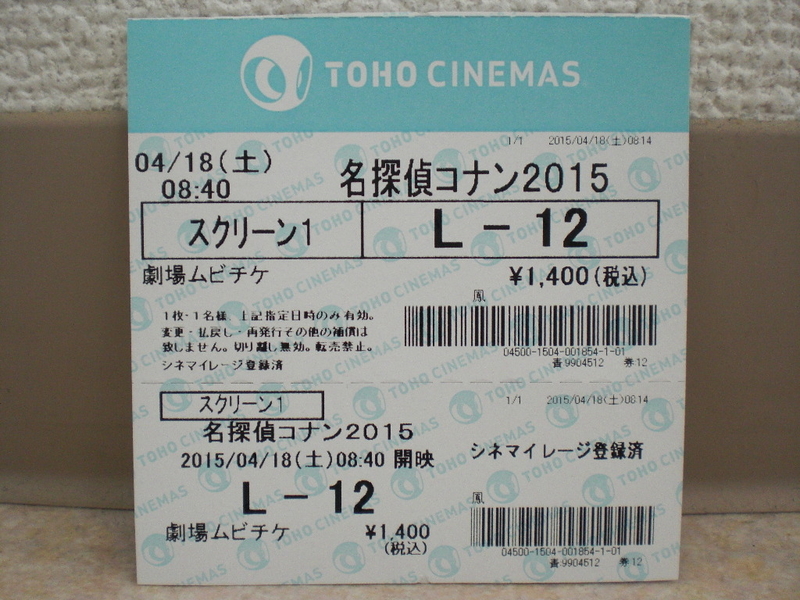 TOHO CINEMAS
1/1 2015/04/18(土)08:14
04/18(土)
08:40
名探偵コナン2015
スクリーン1
L-12
劇場ムビチケ
¥1,400(税込)
鳳
1枚・1名様、上記指定日時のみ有効。
変更・払戻し・再発行その他の補償は
致しません。切り離し無効。転売禁止。
シネマイレージ登録済
04500-1504-001854-1-01
責9904512 券12
スクリーン1
1/1 2015/04/18(土)08:14
名探偵コナン2015
2015/04/18(土)08:40 開映
シネマイレージ登録済
L-12
鳳
劇場ムビチケ
¥1,400
(税込)
04500-1504-001854-1-01
責9904512 券12